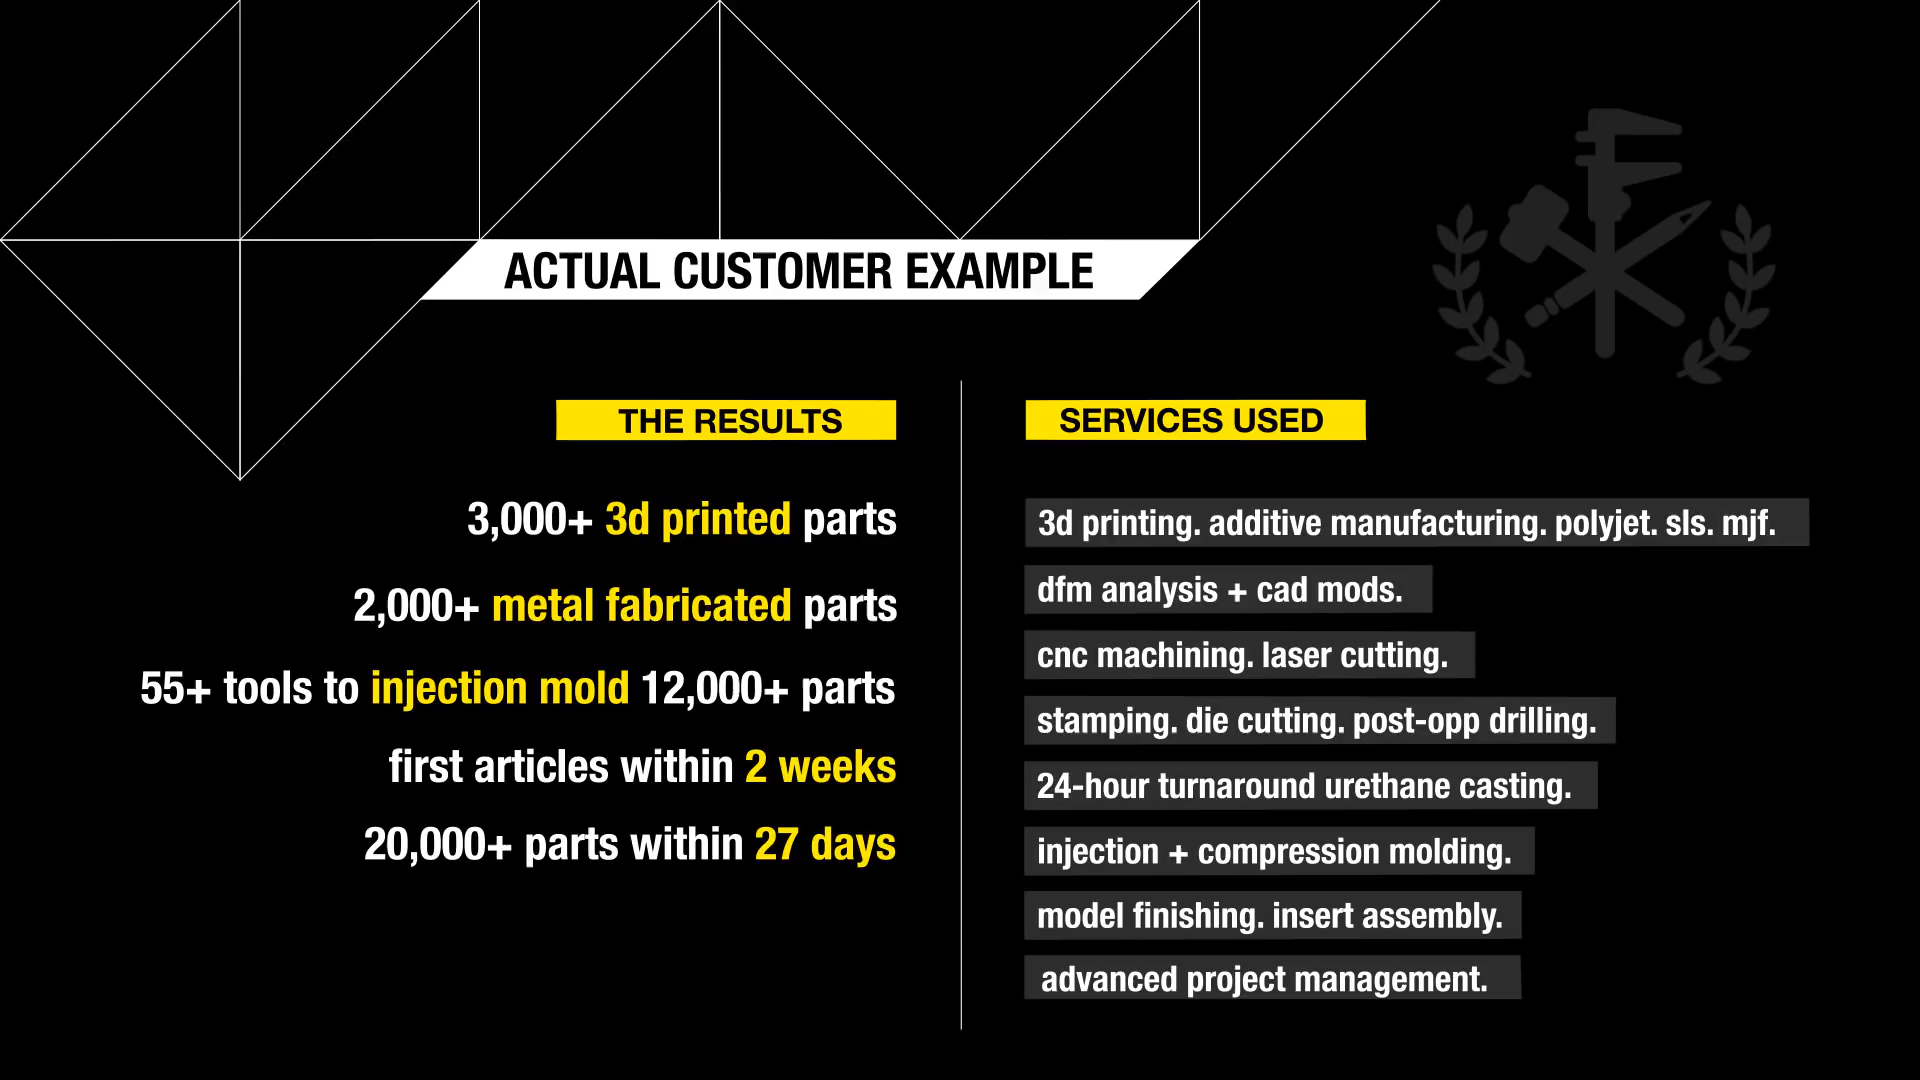 ACTUAL CUSTOMER EXAMPLE
THE RESULTS
3,000+ 3d printed parts
2,000+ metal fabricated parts
55+ tools to injection mold 12,000+ parts
first articles within 2 weeks
20,000+ parts within 27 days
SERVICES USED
3d printing. additive manufacturing. polyjet. sls. mjf.
dfm analysis + cad mods.
cnc machining. laser cutting.
stamping. die cutting. post-opp drilling.
24-hour turnaround urethane casting.
injection + compression molding.
model finishing. insert assembly.
advanced project management.